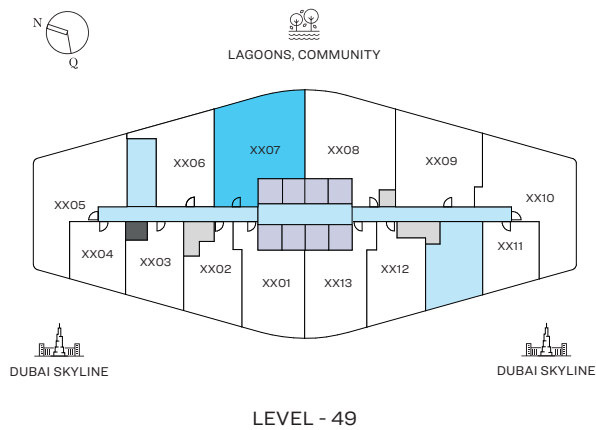 N
Q
LAGOONS, COMMUNITY
XX07
XX08
XX06
XX09
XX05
XX10
XX04
XX03
XX02
XX01
XX13
XX12
XX11
DUBAI SKYLINE
DUBAI SKYLINE
LEVEL - 49